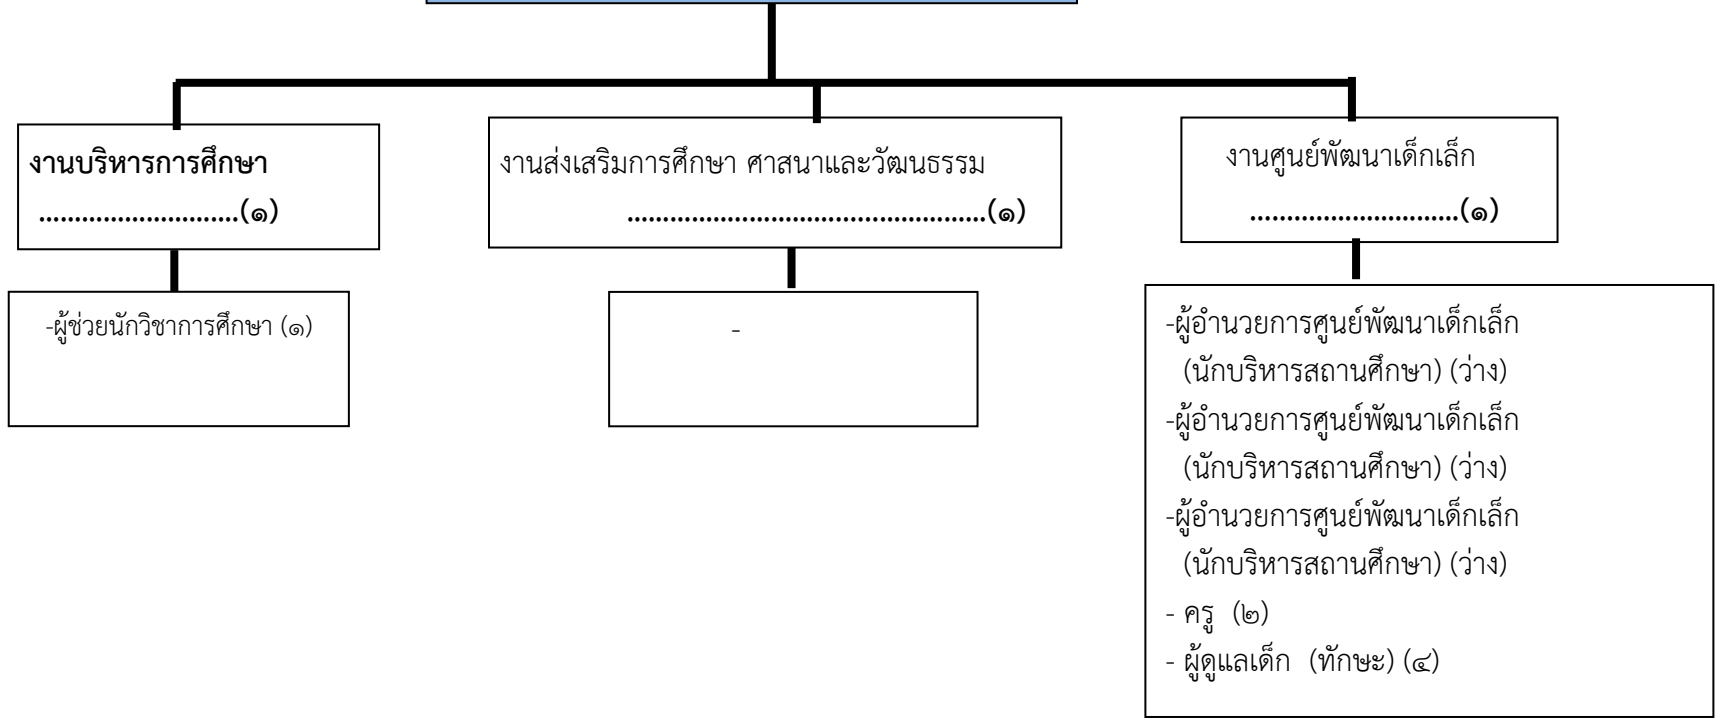 งานบริหารการศึกษา
............................(๑)
-ผู้ช่วยนักวิชาการศึกษา (๑)
งานส่งเสริมการศึกษา ศาสนาและวัฒนธรรม
..................................................(๑)
-
งานศูนย์พัฒนาเด็กเล็ก
.............................(๑)
-ผู้อำนวยการศูนย์พัฒนาเด็กเล็ก
(นักบริหารสถานศึกษา) (ว่าง)
-ผู้อำนวยการศูนย์พัฒนาเด็กเล็ก
(นักบริหารสถานศึกษา) (ว่าง)
-ผู้อำนวยการศูนย์พัฒนาเด็กเล็ก
(นักบริหารสถานศึกษา) (ว่าง)
- ครู (๒)
- ผู้ดูแลเด็ก (ทักษะ) (๔)